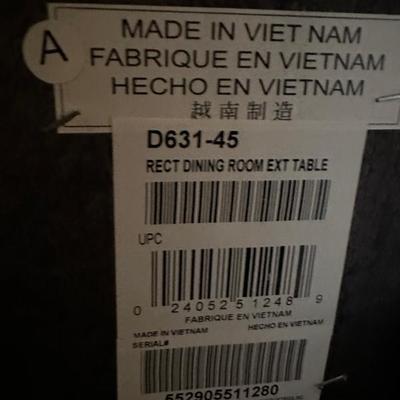 A
MADE IN VIET NAM
FABRIQUE EN VIETNAM
HECHO EN VIETNAM
越南制造
D631-45
RECT DINING ROOM EXT TABLE
UPC
0 24052 51248 9
FABRIQUE EN VIETNAM
MADE IN VIETNAM HECHO EN VIETNAM
SERIAL#
552905511280